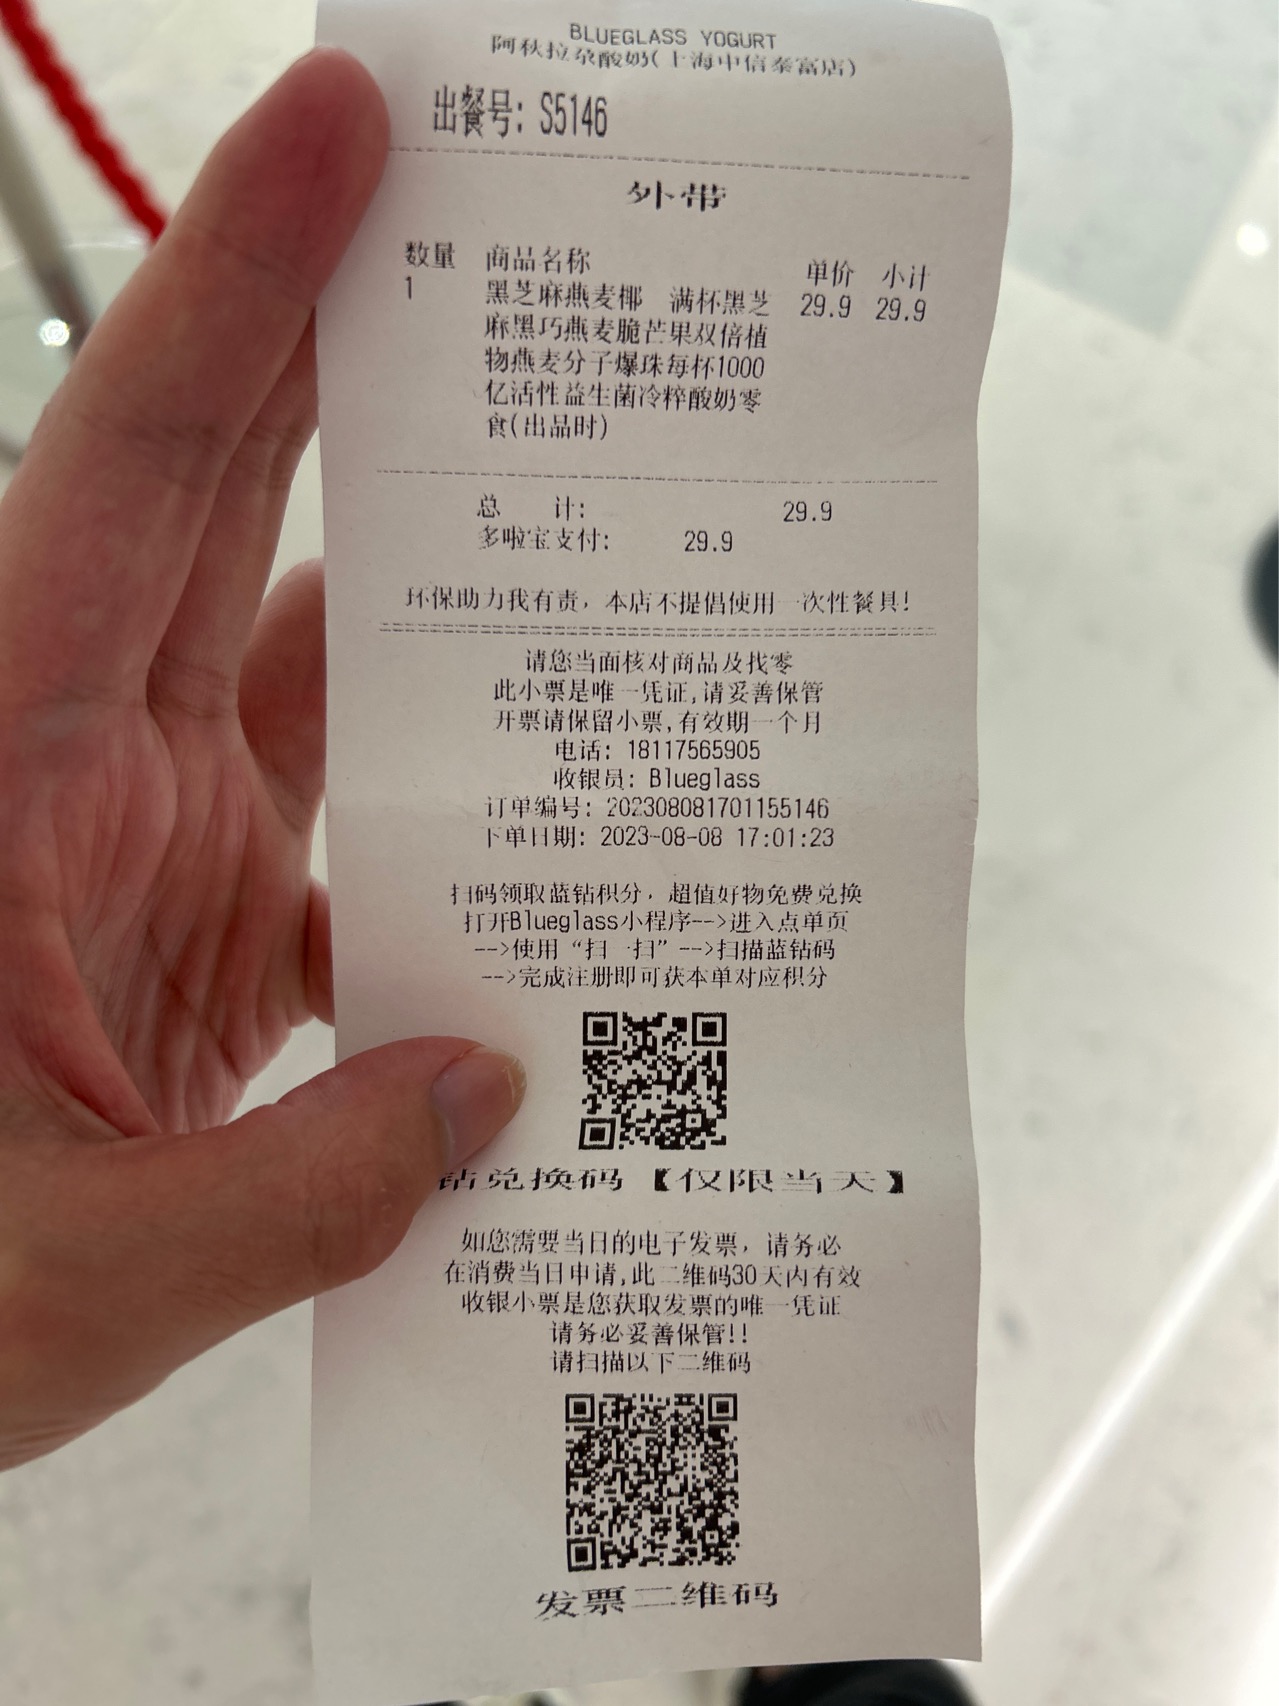 BLUEGLASS YOGURT
阿秋拉尕酸奶(上海中信泰富店)
出餐号: S5146
外带
数量 商品名称 单价 小计
1 黑芝麻燕麦椰 满杯黑芝 29.9 29.9
麻黑巧燕麦脆芒果双倍植
物燕麦分子爆珠每杯1000
亿活性益生菌冷粹酸奶零
食(出品时)
总 计: 29.9
多啦宝支付: 29.9
环保助力我有责，本店不提倡使用一次性餐具!
请您当面核对商品及找零
此小票是唯一凭证,请妥善保管
开票请保留小票,有效期一个月
电话: 18117565905
收银员: Blueglass
订单编号: 202308081701155146
下单日期: 2023-08-08 17:01:23
扫码领取蓝钻积分，超值好物免费兑换
打开Blueglass小程序-->进入点单页
-->使用“扫一扫”-->扫描蓝钻码
-->完成注册即可获本单对应积分
钻兑换码【仅限当天】
如您需要当日的电子发票，请务必
在消费当日申请,此二维码30天内有效
收银小票是您获取发票的唯一凭证
请务必妥善保管!!
请扫描以下二维码
发票二维码